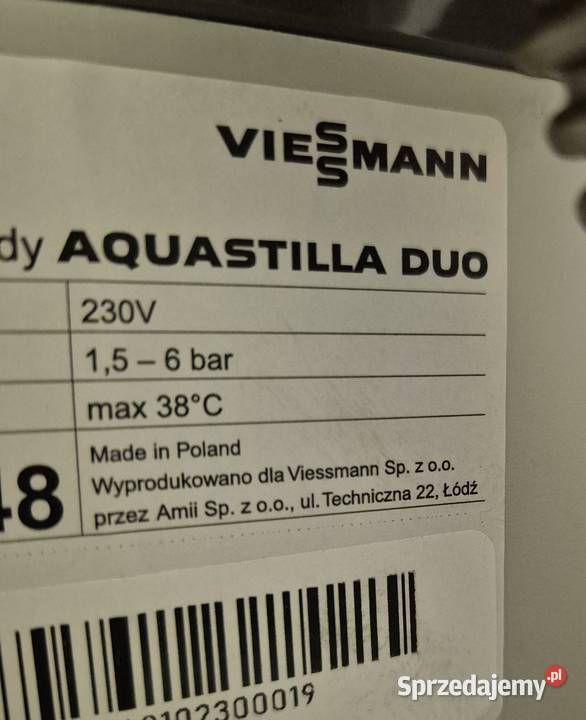 VIESSMANN
dy AQUASTILLA DUO
230V
1,5 – 6 bar
max 38°C
48
Made in Poland
Wyprodukowano dla Viessmann Sp. z o.o.
przez Amii Sp. z o.o., ul. Techniczna 22, Łódź
0102300019
Sprzedajemy.pl